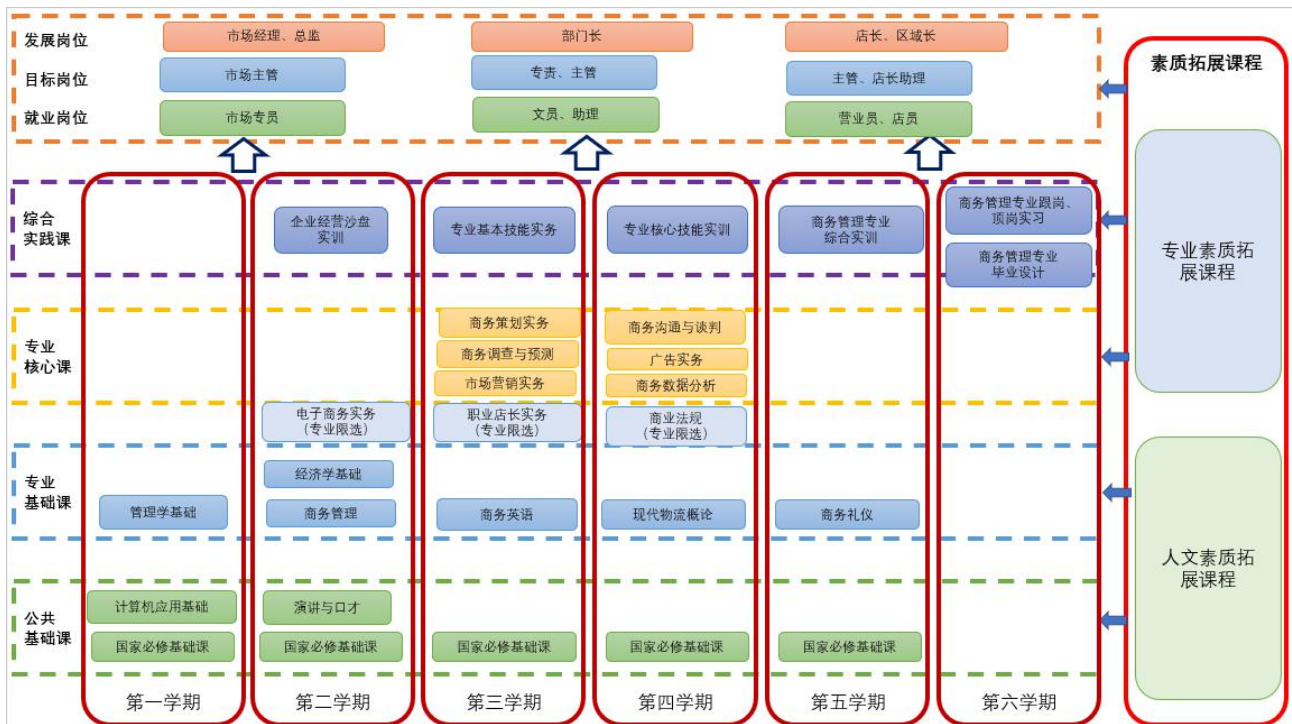 发展岗位
市场经理、总监
部门长
店长、区域长
目标岗位
市场主管
专责、主管
主管、店长助理
就业岗位
市场专员
文员、助理
营业员、店员
素质拓展课程
专业素质拓
展课程
人文素质拓
展课程
综合
实践课
企业经营沙盘
实训
专业基本技能实务
专业核心技能实训
商务管理专业
综合实训
商务管理专业跟岗、
顶岗实习
商务管理专业
毕业设计
专业
核心课
商务策划实务
商务调查与预测
市场营销实务
商务沟通与谈判
广告实务
商务数据分析
电子商务实务
（专业限选）
职业店长实务
（专业限选）
商业法规
（专业限选）
专业
基础课
管理学基础
经济学基础
商务管理
商务英语
现代物流概论
商务礼仪
公共
基础课
计算机应用基础
演讲与口才
国家必修基础课
国家必修基础课
国家必修基础课
国家必修基础课
国家必修基础课
第一学期
第二学期
第三学期
第四学期
第五学期
第六学期